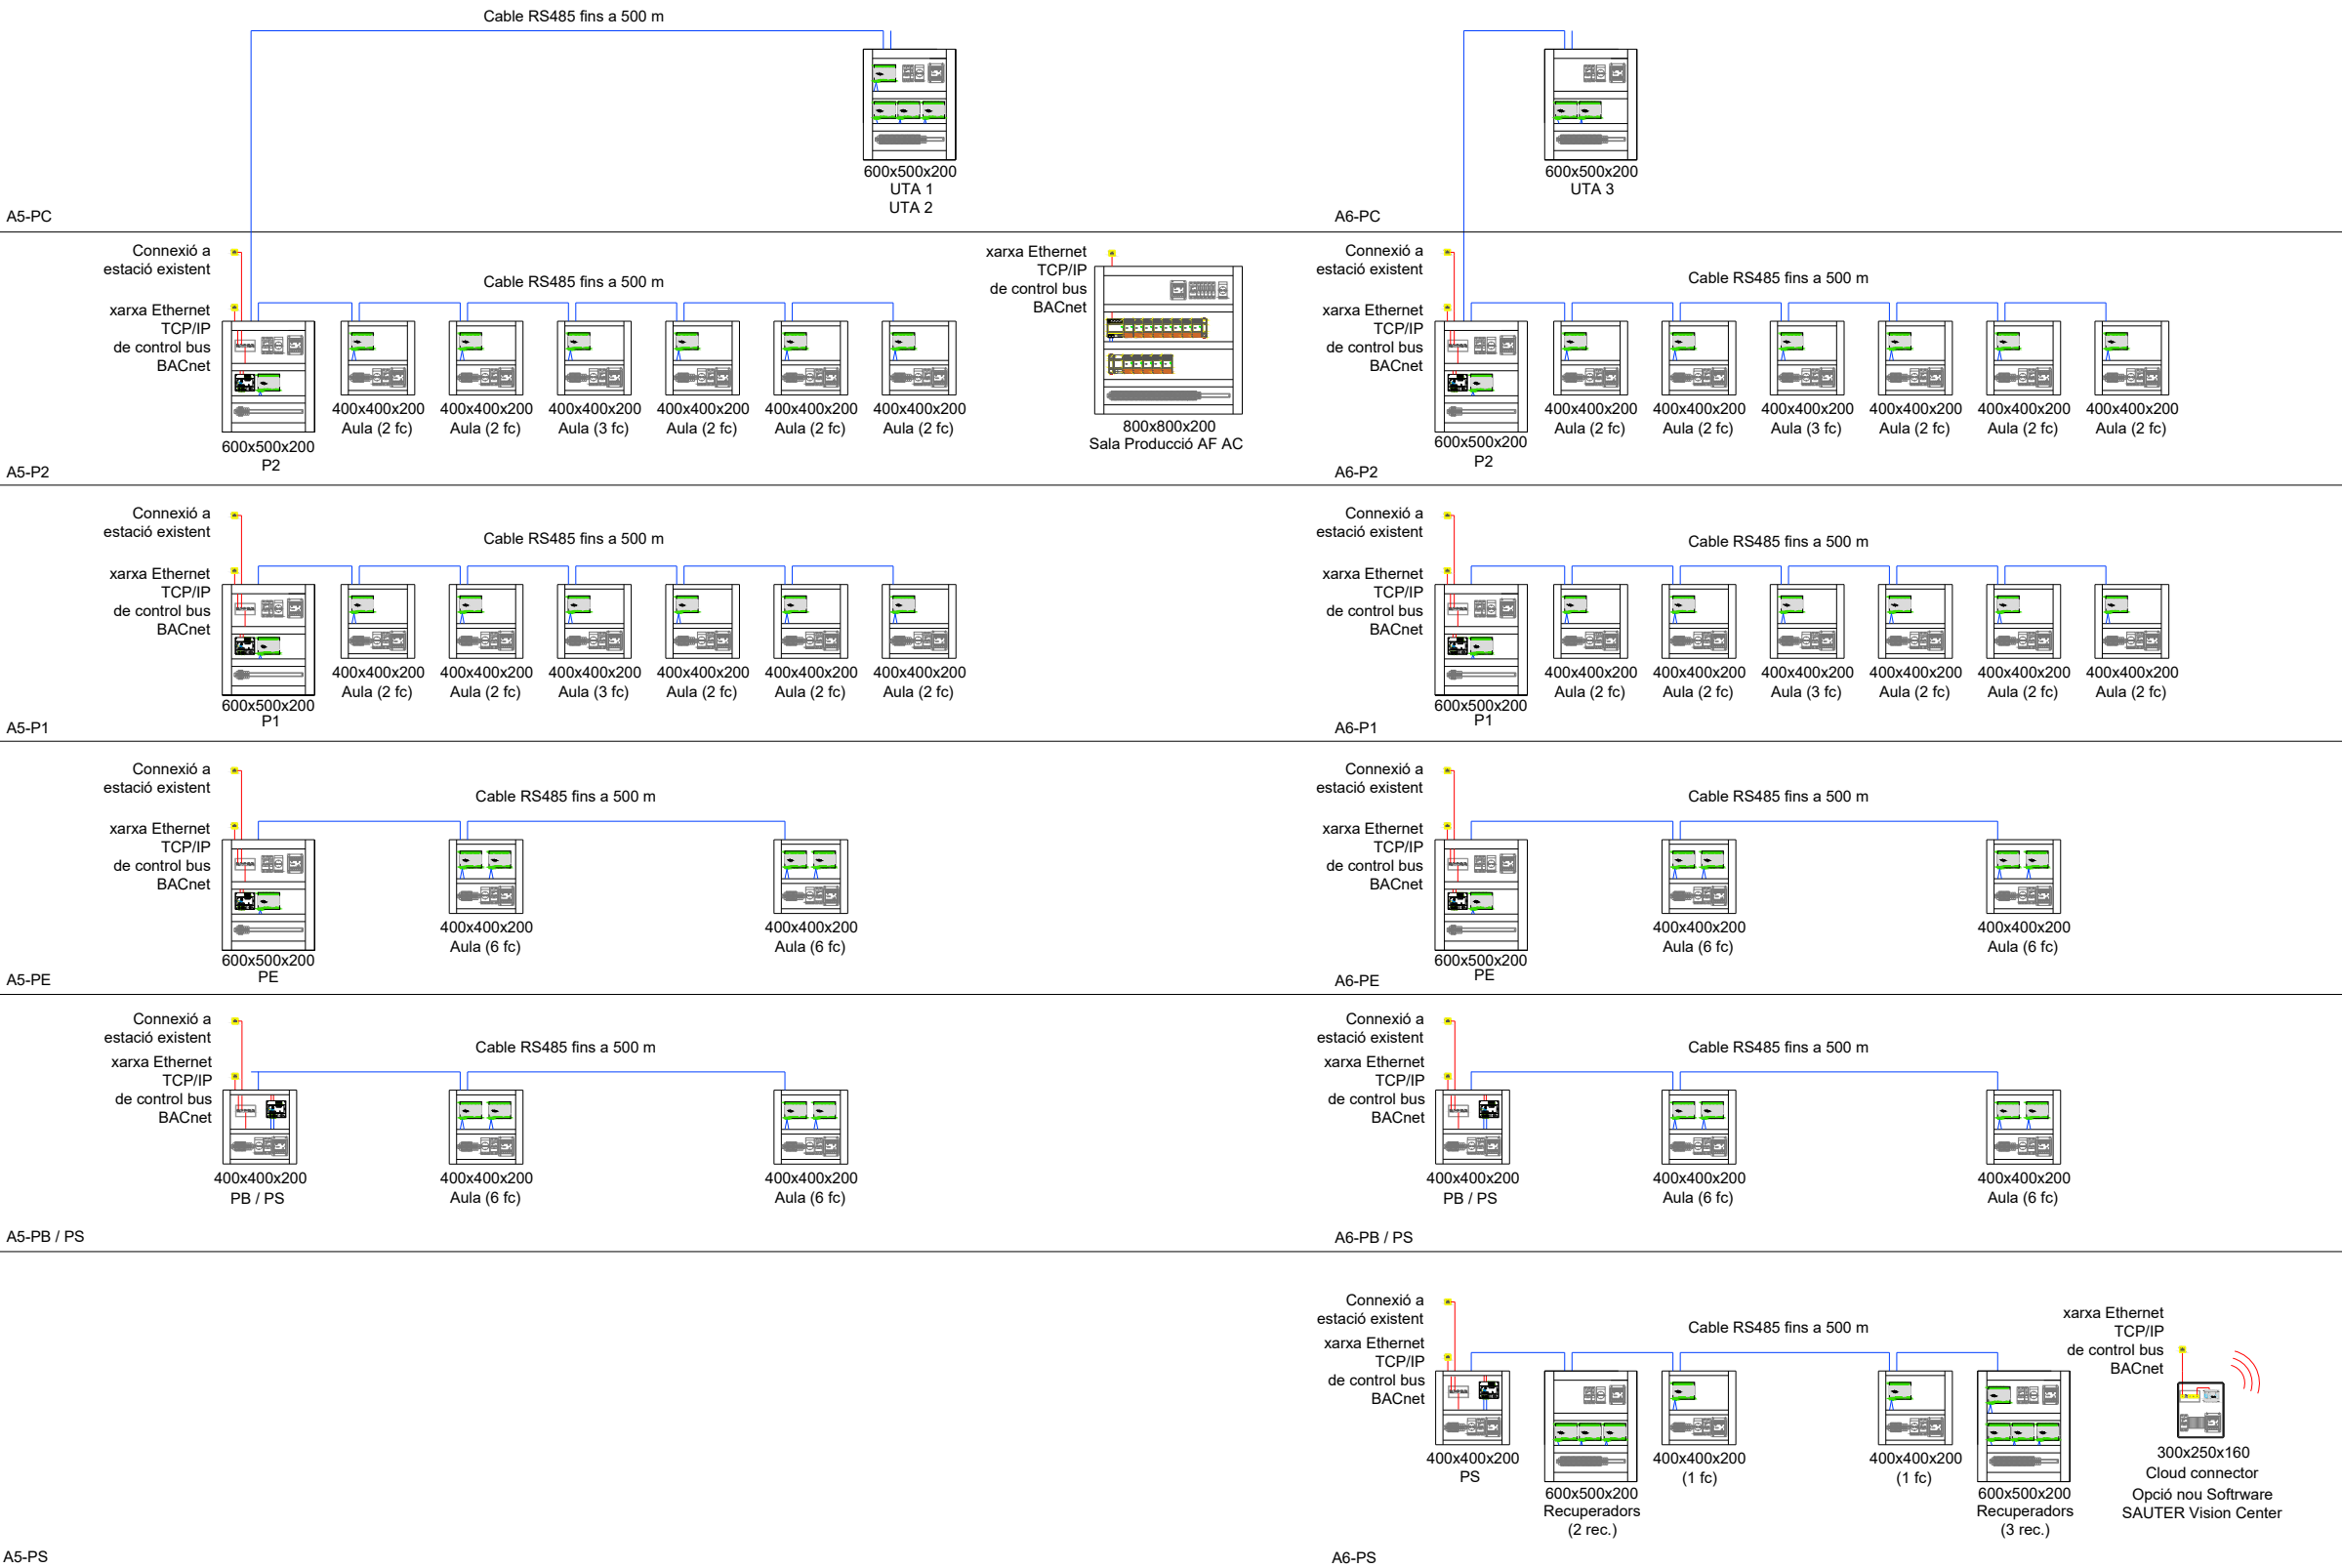 Cable RS485 fins a 500 m
600x500x200
UTA 1
UTA 2
600x500x200
UTA 3
A5-PC
A6-PC
Connexió a
estació existent
Cable RS485 fins a 500 m
xarxa Ethernet
TCP/IP
de control bus
BACnet
600x500x200
P2
400x400x200
Aula (2 fc)
400x400x200
Aula (2 fc)
400x400x200
Aula (3 fc)
400x400x200
Aula (2 fc)
400x400x200
Aula (2 fc)
400x400x200
Aula (2 fc)
xarxa Ethernet
TCP/IP
de control bus
BACnet
800x800x200
Sala Producció AF AC
A5-P2
Connexió a
estació existent
Cable RS485 fins a 500 m
xarxa Ethernet
TCP/IP
de control bus
BACnet
600x500x200
P2
400x400x200
Aula (2 fc)
400x400x200
Aula (2 fc)
400x400x200
Aula (3 fc)
400x400x200
Aula (2 fc)
400x400x200
Aula (2 fc)
400x400x200
Aula (2 fc)
A6-P2
Connexió a
estació existent
Cable RS485 fins a 500 m
xarxa Ethernet
TCP/IP
de control bus
BACnet
600x500x200
P1
400x400x200
Aula (2 fc)
400x400x200
Aula (2 fc)
400x400x200
Aula (3 fc)
400x400x200
Aula (2 fc)
400x400x200
Aula (2 fc)
400x400x200
Aula (2 fc)
A5-P1
Connexió a
estació existent
Cable RS485 fins a 500 m
xarxa Ethernet
TCP/IP
de control bus
BACnet
600x500x200
P1
400x400x200
Aula (2 fc)
400x400x200
Aula (2 fc)
400x400x200
Aula (3 fc)
400x400x200
Aula (2 fc)
400x400x200
Aula (2 fc)
400x400x200
Aula (2 fc)
A6-P1
Connexió a
estació existent
Cable RS485 fins a 500 m
xarxa Ethernet
TCP/IP
de control bus
BACnet
600x500x200
PE
400x400x200
Aula (6 fc)
400x400x200
Aula (6 fc)
A5-PE
Connexió a
estació existent
Cable RS485 fins a 500 m
xarxa Ethernet
TCP/IP
de control bus
BACnet
600x500x200
PE
400x400x200
Aula (6 fc)
400x400x200
Aula (6 fc)
A6-PE
Connexió a
estació existent
Cable RS485 fins a 500 m
xarxa Ethernet
TCP/IP
de control bus
BACnet
400x400x200
PB / PS
400x400x200
Aula (6 fc)
400x400x200
Aula (6 fc)
A5-PB / PS
Connexió a
estació existent
Cable RS485 fins a 500 m
xarxa Ethernet
TCP/IP
de control bus
BACnet
400x400x200
PB / PS
400x400x200
Aula (6 fc)
400x400x200
Aula (6 fc)
A6-PB / PS
Connexió a
estació existent
Cable RS485 fins a 500 m
xarxa Ethernet
TCP/IP
de control bus
BACnet
400x400x200
PS
600x500x200
Recuperadors
(2 rec.)
400x400x200
(1 fc)
400x400x200
(1 fc)
600x500x200
Recuperadors
(3 rec.)
xarxa Ethernet
TCP/IP
de control bus
BACnet
300x250x160
Cloud connector
Opció nou Softrware
SAUTER Vision Center
A5-PS
A6-PS